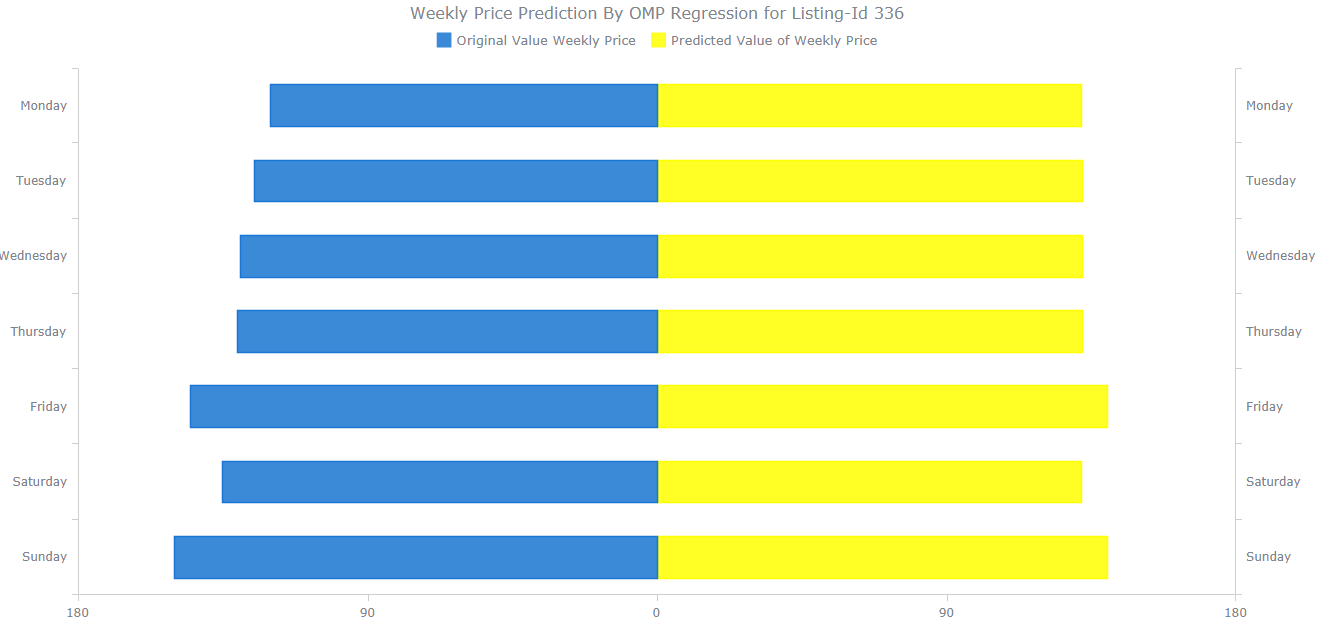 Weekly Price Prediction By OMP Regression for Listing-Id 336
Original Value Weekly Price Predicted Value of Weekly Price
Monday Monday
Tuesday Tuesday
Wednesday Wednesday
Thursday Thursday
Friday Friday
Saturday Saturday
Sunday Sunday
180 90 0 90 180